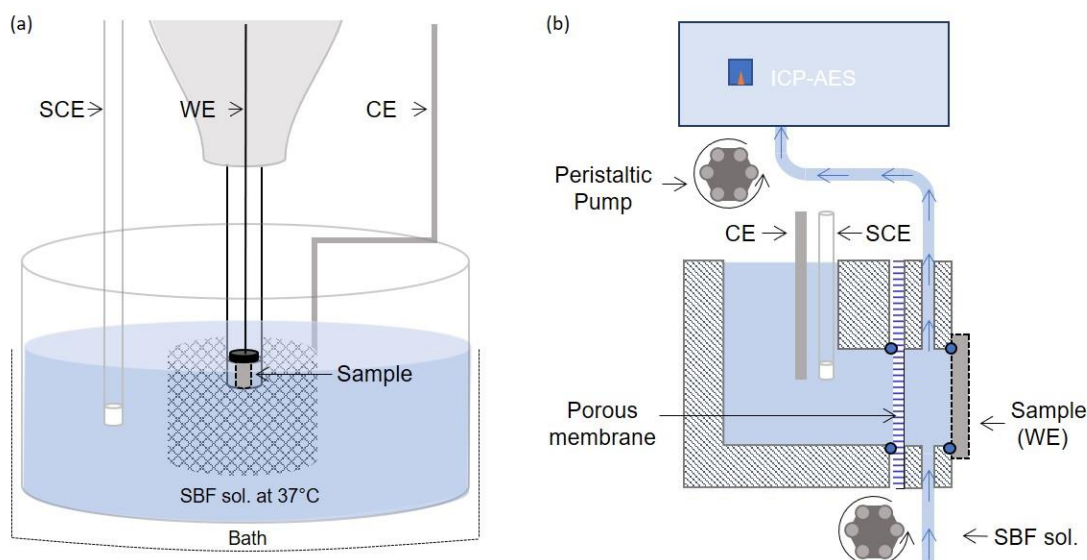 (a)
SCE
WE
CE
Sample
SBF sol. at 37°C
Bath
(b)
ICP-AES
Peristaltic
Pump
CE
SCE
Porous
membrane
Sample
(WE)
SBF sol.